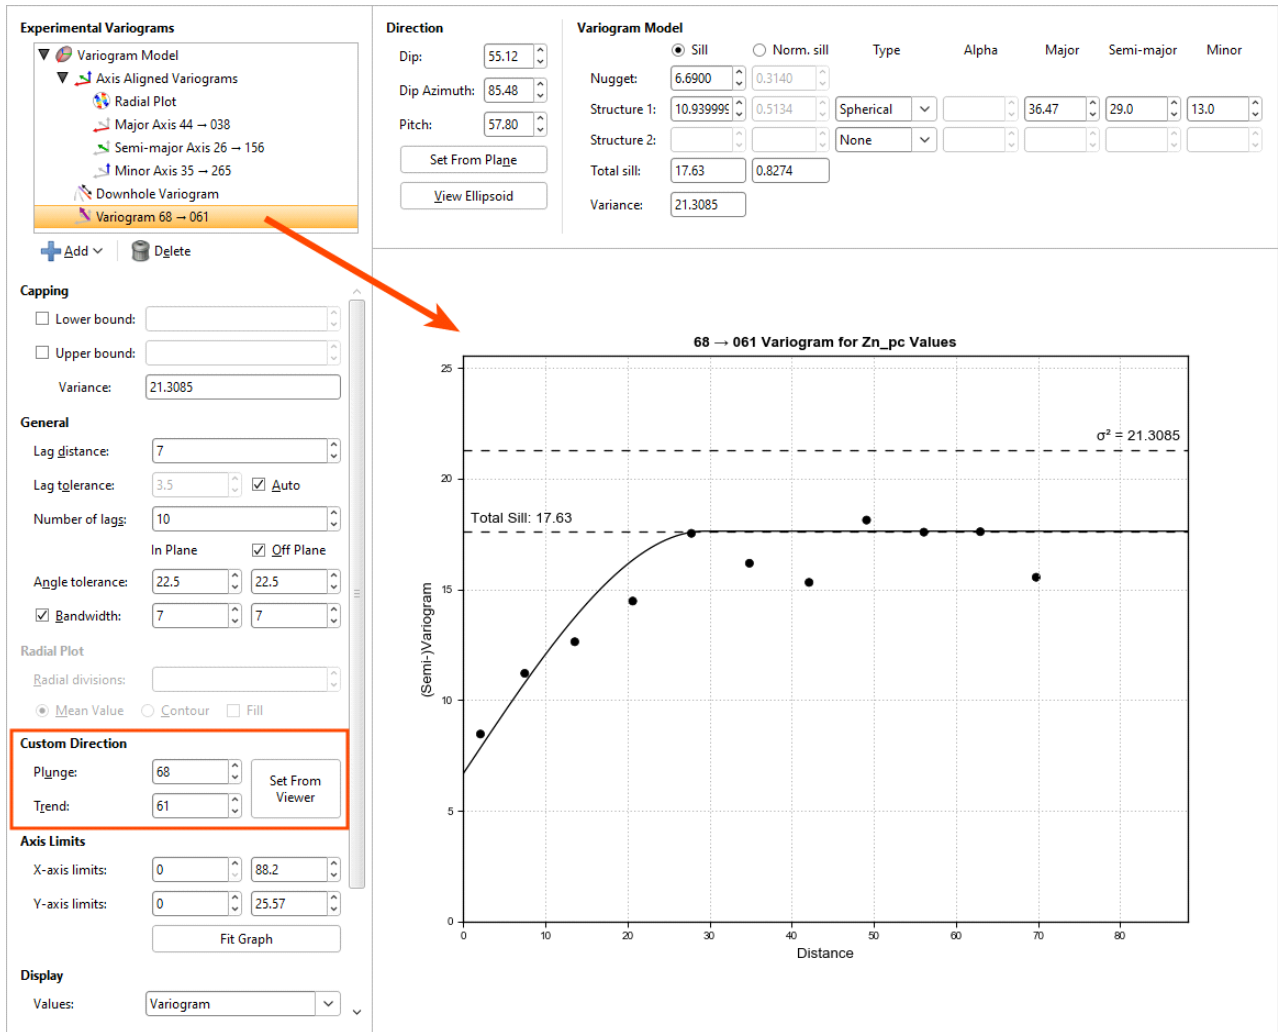 Experimental Variograms
Variogram Model
Axis Aligned Variograms
Radial Plot
Major Axis 44 → 038
Semi-major Axis 26 → 156
Minor Axis 35 → 265
Downhole Variogram
Variogram 68 → 061
Add Delete
Capping
Lower bound:
Upper bound:
Variance: 21.3085
General
Lag distance: 7
Lag tolerance: 3.5 Auto
Number of lags: 10
In Plane Off Plane
Angle tolerance: 22.5 22.5
Bandwidth: 7 7
Radial Plot
Radial divisions:
Mean Value Contour Fill
Custom Direction
Plunge: 68
Trend: 61
Set From
Viewer
Axis Limits
X-axis limits: 0 88.2
Y-axis limits: 0 25.57
Fit Graph
Display
Values: Variogram
Direction
Dip: 55.12
Dip Azimuth: 85.48
Pitch: 57.80
Set From Plane
View Ellipsoid
Variogram Model
Sill Norm. sill Type Alpha Major Semi-major Minor
Nugget: 6.6900 0.3140
Structure 1: 10.939999 0.5134 Spherical 36.47 29.0 13.0
Structure 2: None
Total sill: 17.63 0.8274
Variance: 21.3085
68 → 061 Variogram for Zn_pc Values
σ² = 21.3085
Total Sill: 17.63
(Semi-)Variogram
25
20
15
10
5
0
0 10 20 30 40 50 60 70 80
Distance